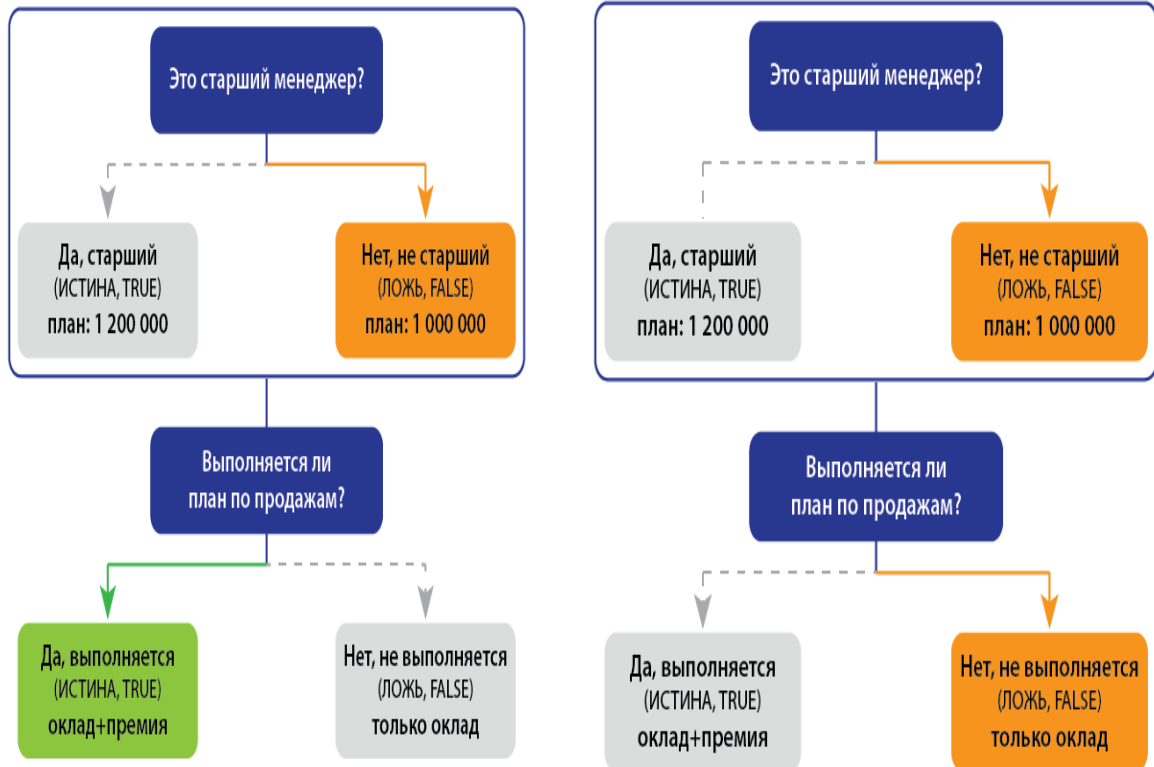 Это старший менеджер?
Да, старший
(ИСТИНА, TRUE)
план: 1 200 000
Нет, не старший
(ЛОЖЬ, FALSE)
план: 1 000 000
Выполняется ли
план по продажам?
Да, выполняется
(ИСТИНА, TRUE)
оклад+премия
Нет, не выполняется
(ЛОЖЬ, FALSE)
только оклад
Это старший менеджер?
Да, старший
(ИСТИНА, TRUE)
план: 1 200 000
Нет, не старший
(ЛОЖЬ, FALSE)
план: 1 000 000
Выполняется ли
план по продажам?
Да, выполняется
(ИСТИНА, TRUE)
оклад+премия
Нет, не выполняется
(ЛОЖЬ, FALSE)
только оклад